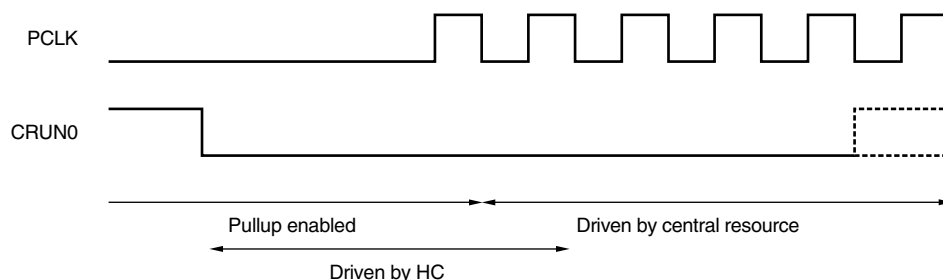 PCLK
CRUN0
Pullup enabled
Driven by central resource
Driven by HC